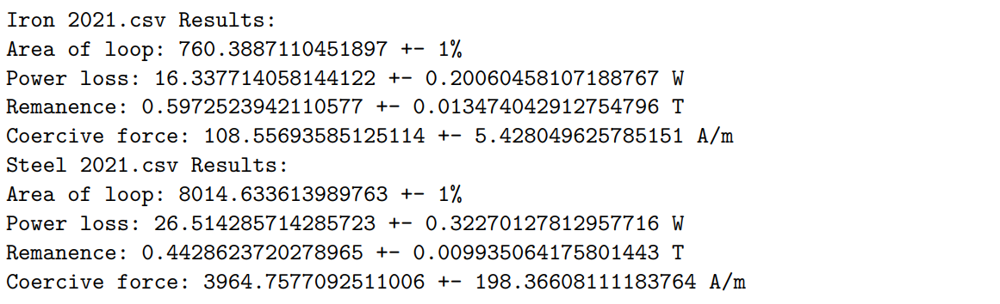 Iron 2021.csv Results:
Area of loop: 760.3887110451897 +- 1%
Power loss: 16.337714058144122 +- 0.20060458107188767 W
Remanence: 0.5972523942110577 +- 0.013474042912754796 T
Coercive force: 108.55693585125114 +- 5.428049625785151 A/m
Steel 2021.csv Results:
Area of loop: 8014.633613989763 +- 1%
Power loss: 26.514285714285723 +- 0.32270127812957716 W
Remanence: 0.4428623720278965 +- 0.009935064175801443 T
Coercive force: 3964.7577092511006 +- 198.36608111183764 A/m